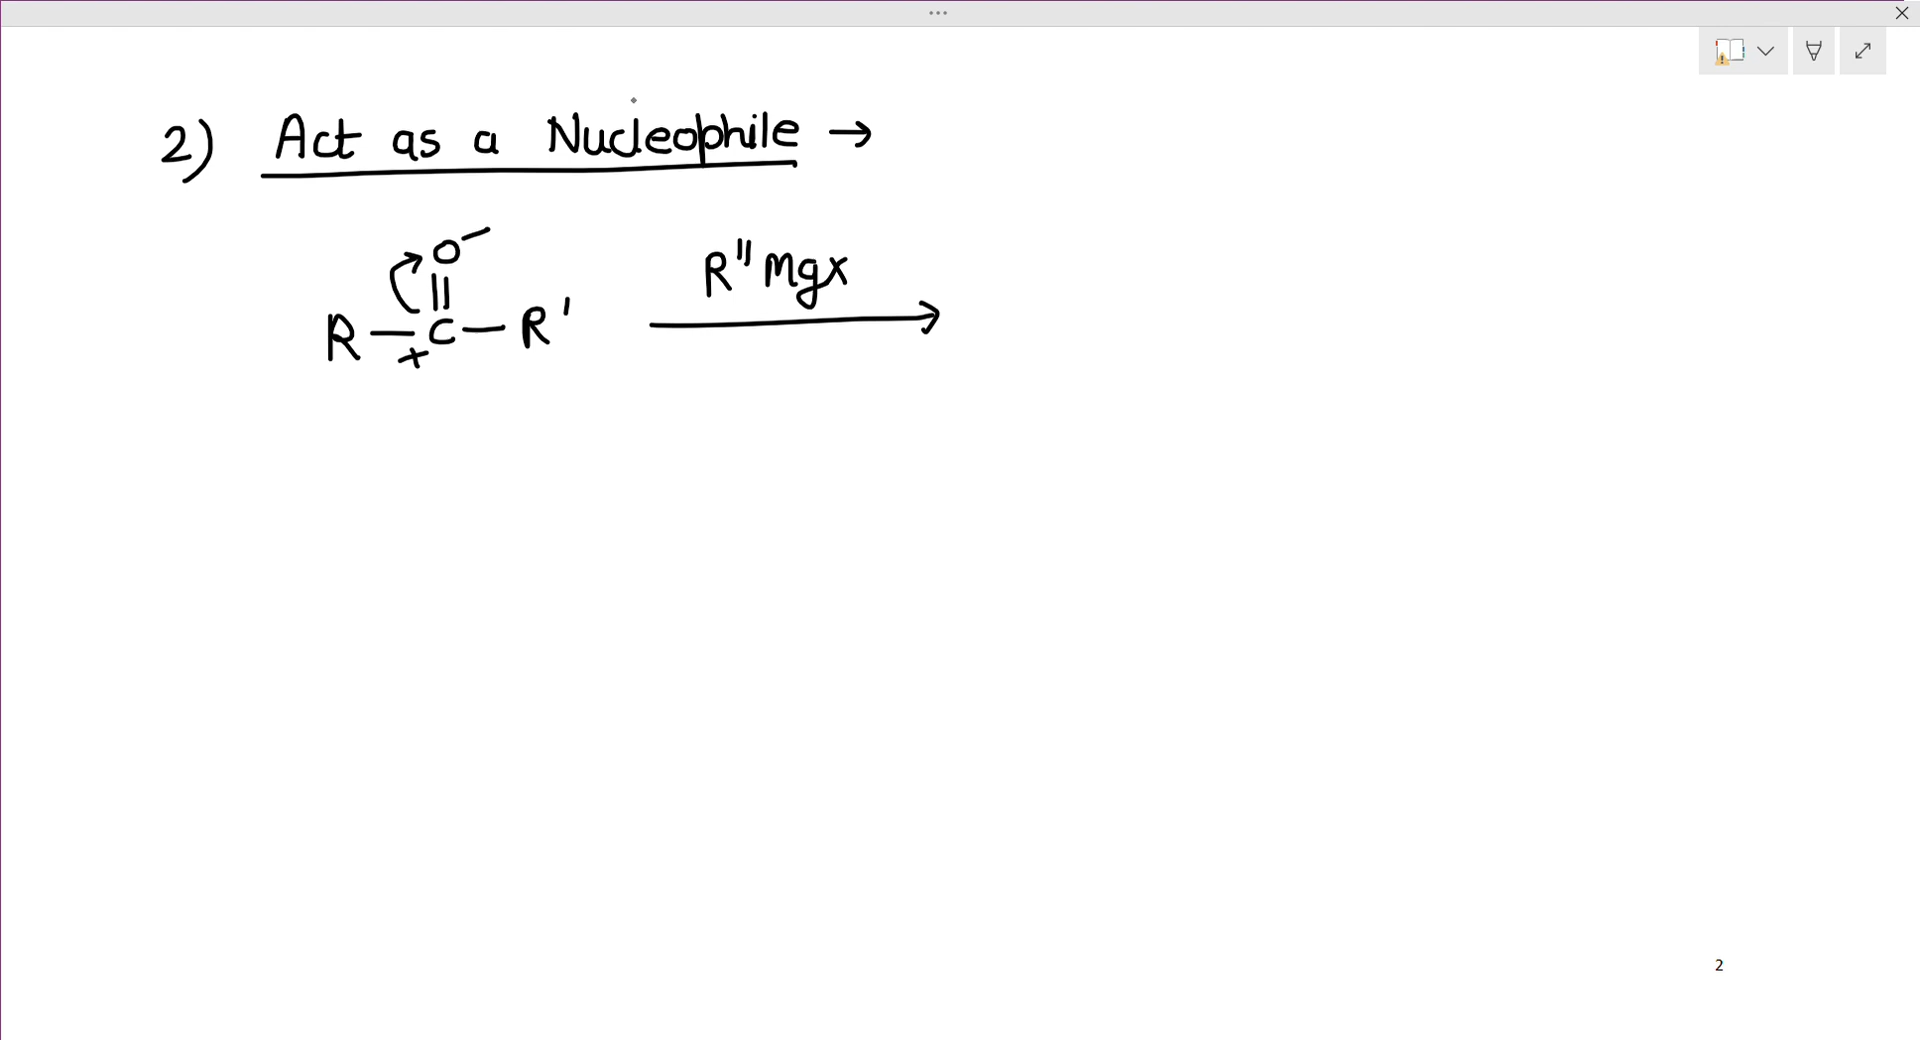 2) Act as a Nucleophile →
O⁻
R″Mgx
R — C — R′
+
2